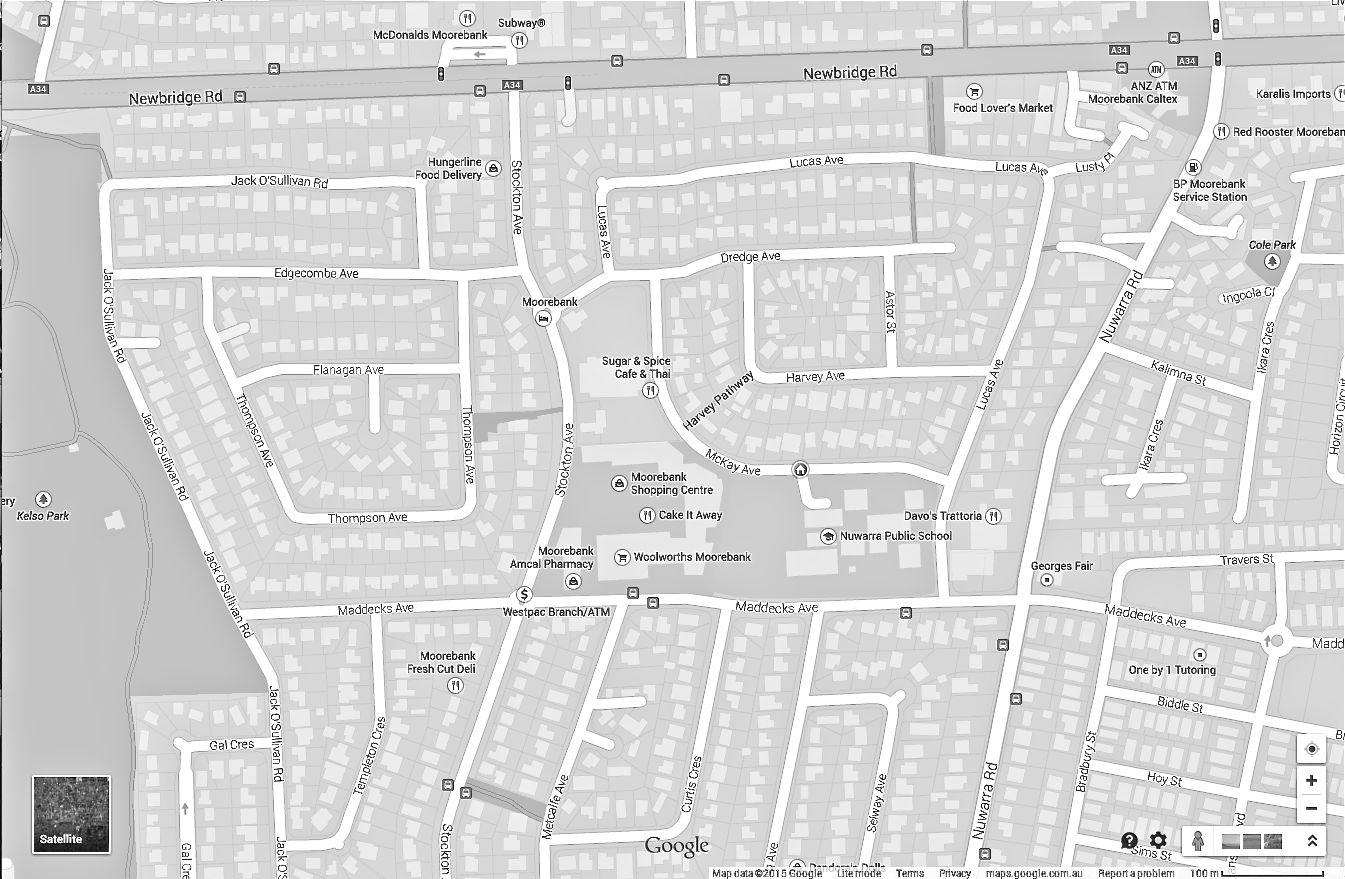 Subway®
McDonalds Moorebank
A34
A34
A34
A34
Newbridge Rd
Newbridge Rd
ANZ ATM
Moorebank Caltex
Food Lover's Market
Karalis Imports
Red Rooster Mooreban
Hungerline
Food Delivery
Stockton Ave
Lucas Ave
Lucas Ave
Lusty Pl
BP Moorebank
Service Station
Jack O'Sullivan Rd
Lucas Ave
Cole Park
Edgecombe Ave
Dredge Ave
Jack O'Sullivan Rd
Moorebank
Astor St
Nuwarra Rd
Ingoola Ct
Ikara Cres
Sugar & Spice
Cafe & Thai
Flanagan Ave
Harvey Ave
Harvey Pathway
Lucas Ave
Kalimna St
Horizon Circuit
Thompson Ave
Thompson Ave
Jack O'Sullivan Rd
Stockton Ave
McKay Ave
Ikara Cres
Moorebank
Shopping Centre
ery
Kelso Park
Cake It Away
Thompson Ave
Davo's Trattoria
Nuwarra Public School
Moorebank
Amcal Pharmacy
Woolworths Moorebank
Georges Fair
Travers St
Jack O'Sullivan Rd
Maddecks Ave
Westpac Branch/ATM
Maddecks Ave
Maddecks Ave
Madd
Moorebank
Fresh Cut Deli
One by 1 Tutoring
Jack O'Sullivan Rd
Biddle St
Gal Cres
Templeton Cres
Metcalfe Ave
Curtis Cres
Selway Ave
Nuwarra Rd
Bradbury St
Hoy St
Satellite
Gal Cre
Jack O
Stockton
Google
Sims St
Map data ©2015 Google Lite mode Terms Privacy maps.google.com.au Report a problem 100 m